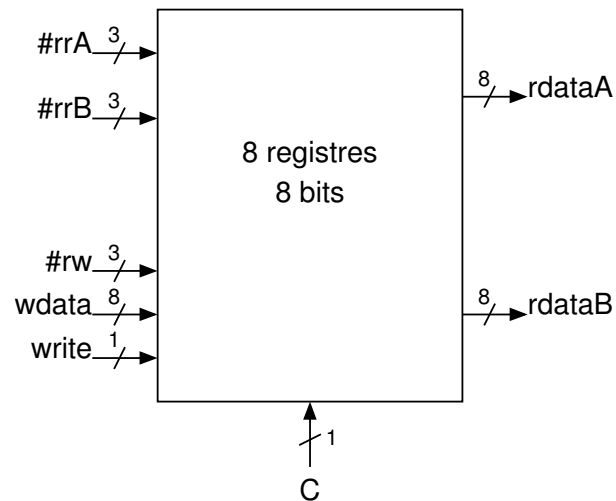 #rrA 3
8 rdataA
#rrB 3
8 registres
8 bits
#rw 3
wdata 8
8 rdataB
write 1
1
C